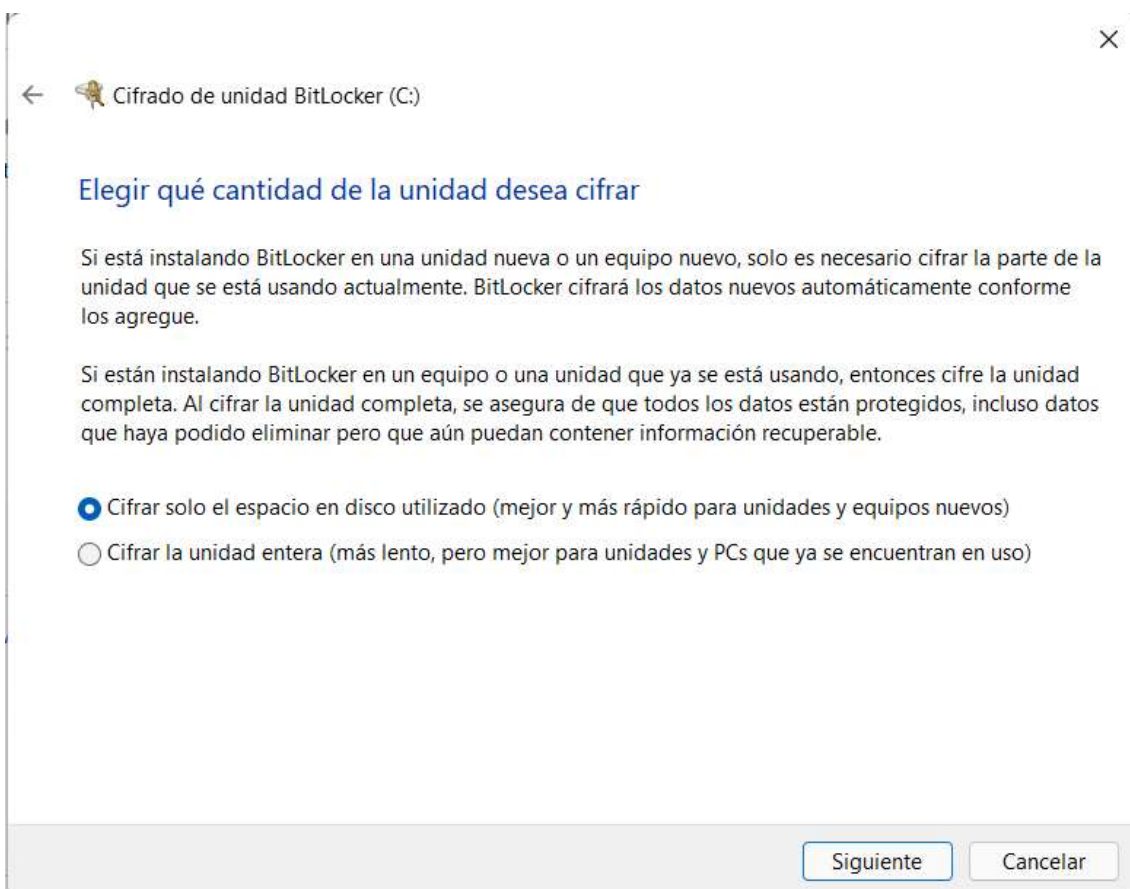 Cifrado de unidad BitLocker (C:)
Elegir qué cantidad de la unidad desea cifrar
Si está instalando BitLocker en una unidad nueva o un equipo nuevo, solo es necesario cifrar la parte de la
unidad que se está usando actualmente. BitLocker cifrará los datos nuevos automáticamente conforme
los agregue.
Si están instalando BitLocker en un equipo o una unidad que ya se está usando, entonces cifre la unidad
completa. Al cifrar la unidad completa, se asegura de que todos los datos están protegidos, incluso datos
que haya podido eliminar pero que aún puedan contener información recuperable.
Cifrar solo el espacio en disco utilizado (mejor y más rápido para unidades y equipos nuevos)
Cifrar la unidad entera (más lento, pero mejor para unidades y PCs que ya se encuentran en uso)
Siguiente
Cancelar